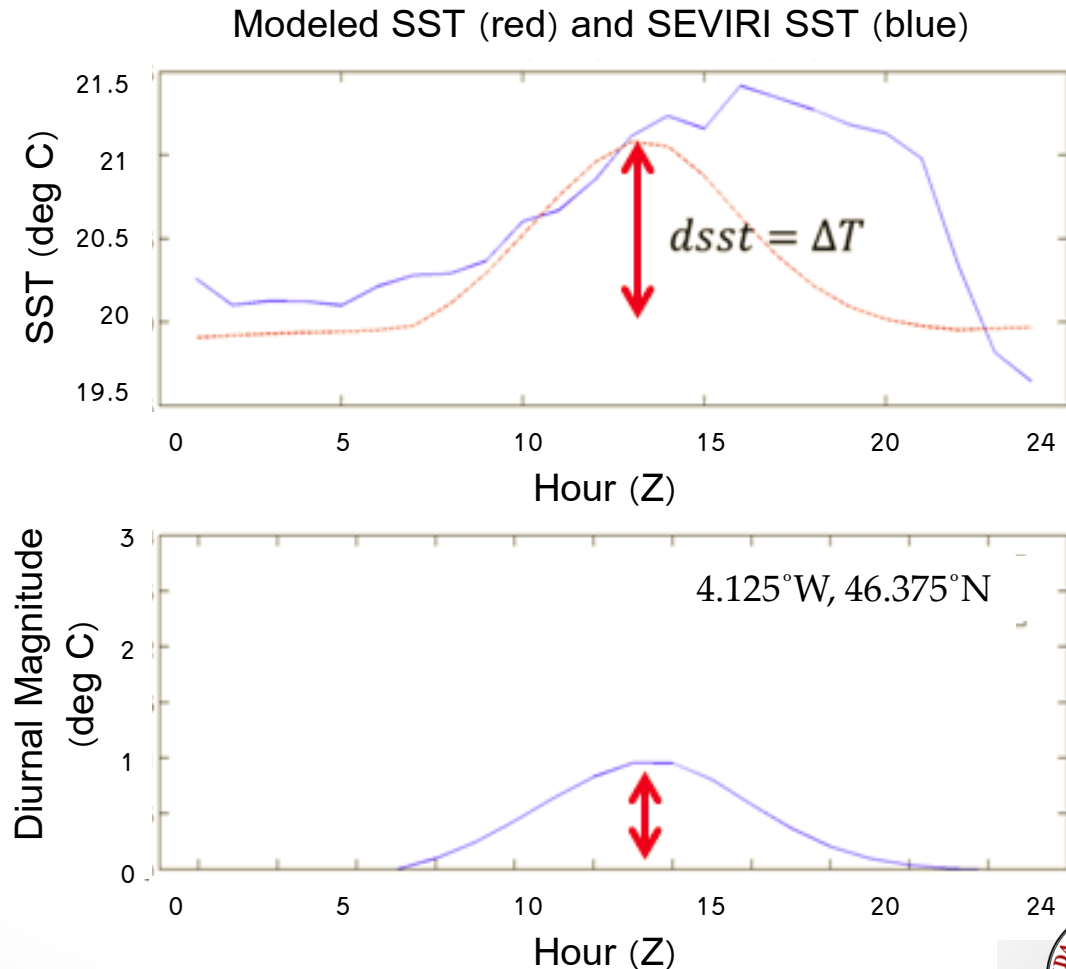 Modeled SST (red) and SEVIRI SST (blue)
SST (deg C)
21.5
21
20.5
20
19.5
dsst = ΔT
0 5 10 15 20 24
Hour (Z)
Diurnal Magnitude
(deg C)
3
2
1
0
4.125°W, 46.375°N
0 5 10 15 20 24
Hour (Z)
DA